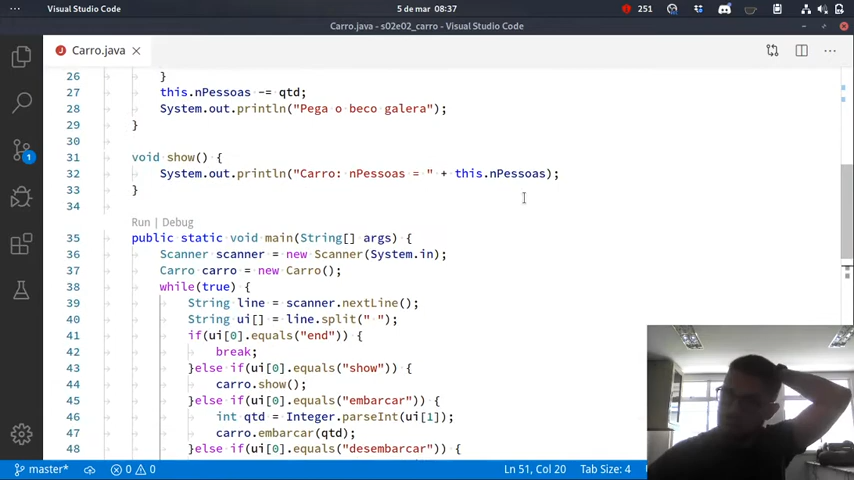 Visual Studio Code
5 de mar 08:37
251
Carro.java - s02e02_carro - Visual Studio Code
Carro.java
26 }
27 this.nPessoas -= qtd;
28 System.out.println("Pega o beco galera");
29 }
30
31 void show() {
32 System.out.println("Carro: nPessoas = " + this.nPessoas);
33 }
34
Run | Debug
35 public static void main(String[] args) {
36 Scanner scanner = new Scanner(System.in);
37 Carro carro = new Carro();
38 while(true) {
39 String line = scanner.nextLine();
40 String ui[] = line.split(" ");
41 if(ui[0].equals("end")) {
42 break;
43 }else if(ui[0].equals("show")) {
44 carro.show();
45 }else if(ui[0].equals("embarcar")) {
46 int qtd = Integer.parseInt(ui[1]);
47 carro.embarcar(qtd);
48 }else if(ui[0].equals("desembarcar")) {
1
master* 0 0 Ln 51, Col 20 Tab Size: 4